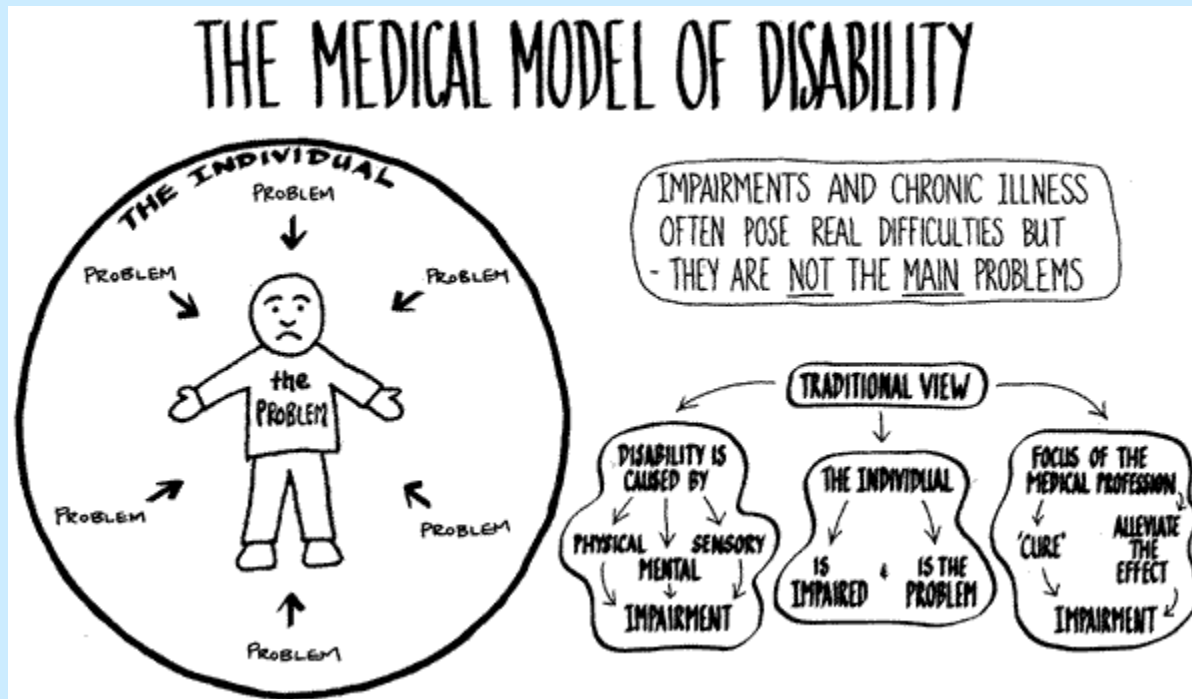 THE MEDICAL MODEL OF DISABILITY
THE INDIVIDUAL
PROBLEM
PROBLEM
PROBLEM
the
PROBLEM
PROBLEM
PROBLEM
PROBLEM
IMPAIRMENTS AND CHRONIC ILLNESS
OFTEN POSE REAL DIFFICULTIES BUT
- THEY ARE NOT THE MAIN PROBLEMS
TRADITIONAL VIEW
DISABILITY IS
CAUSED BY
PHYSICAL
SENSORY
MENTAL
IMPAIRMENT
THE INDIVIDUAL
IS
IMPAIRED
&
IS THE
PROBLEM
FOCUS OF THE
MEDICAL PROFESSION
'CURE'
ALLEVIATE
THE
EFFECT
IMPAIRMENT